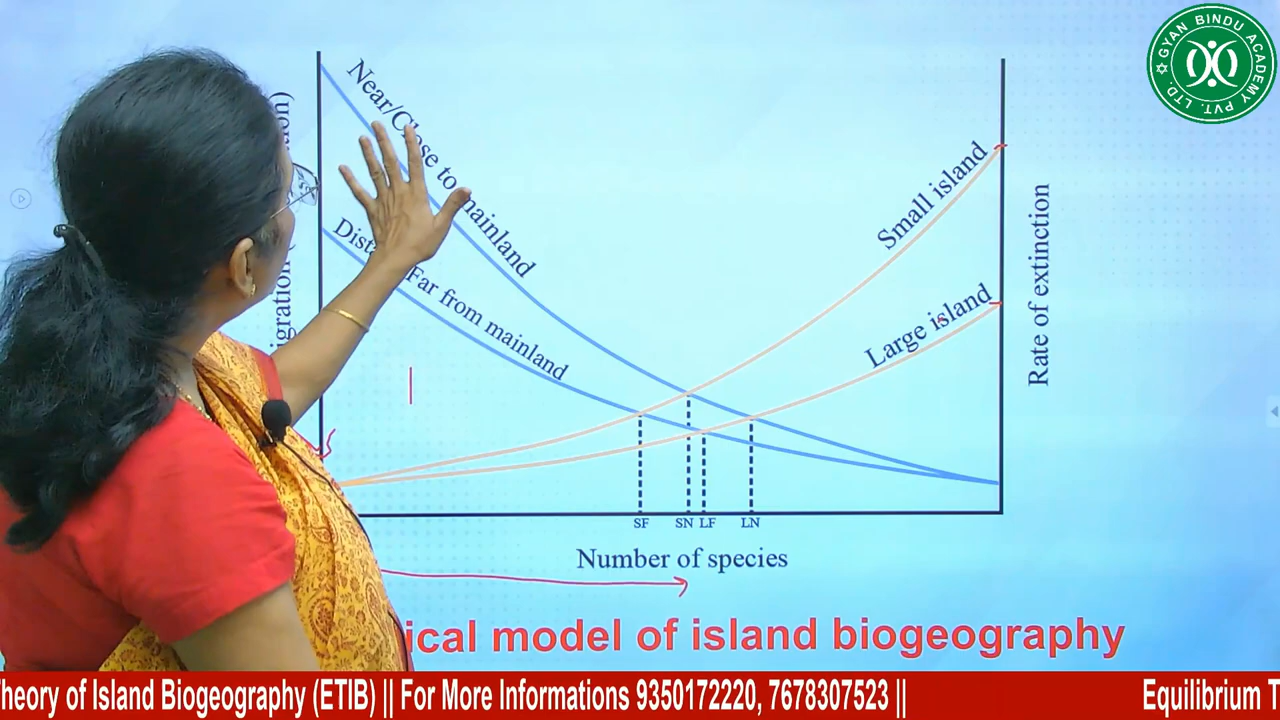 GYAN BINDU ACADEMY PVT. LTD.
Near/Close to mainland
Far from mainland
Small island
Large island
Rate of extinction
SF SN LF LN
Number of species
model of island biogeography
Theory of Island Biogeography (ETIB) || For More Informations 9350172220, 7678307523 || Equilibrium